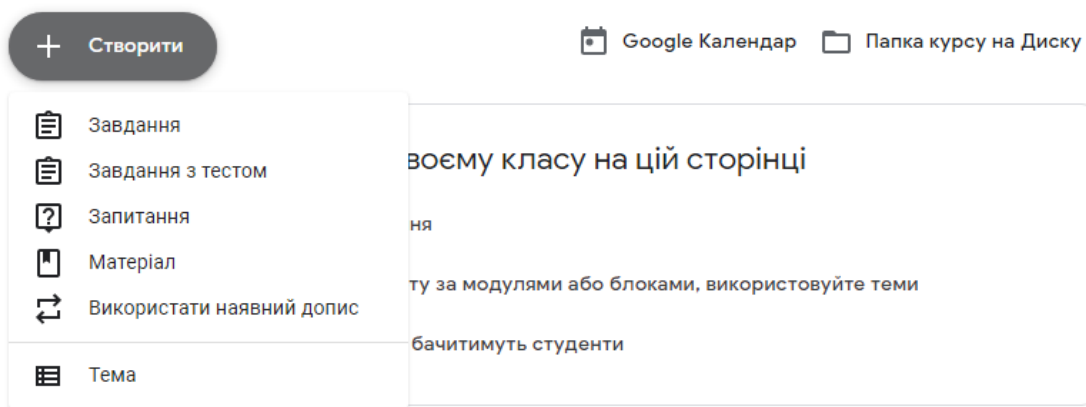 Створити
Google Календар
Папка курсу на Диску
Завдання
Завдання з тестом
Запитання
Матеріал
Використати наявний допис
Тема
воєму класу на цій сторінці
ня
ту за модулями або блоками, використовуйте теми
бачитимуть студенти